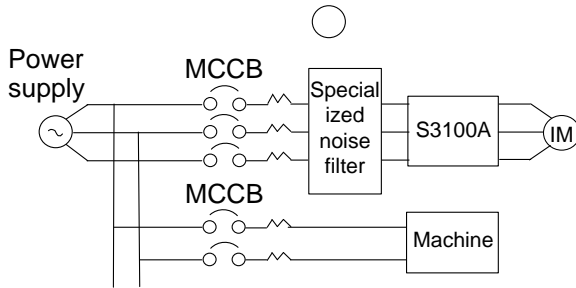 Power
supply
MCCB
Special
ized
noise
filter
S3100A
IM
MCCB
Machine